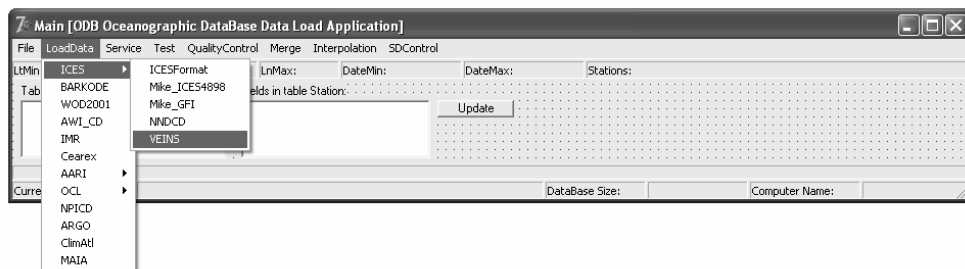 Main [ODB Oceanographic DataBase Data Load Application]
File LoadData Service Test QualityControl Merge Interpolation SDControl
LtMin LnMax: DateMin: DateMax: Stations:
ICES
BARKODE
WOD2001
AWI_CD
IMR
Cearex
AARI
OCL
NPICD
ARGO
ClimAtl
MAIA
ICESFormat
Mike_ICES4898
Mike_GFI
NNDCD
VEINS
Tab elds in table Station:
Update
Curre DataBase Size: Computer Name: